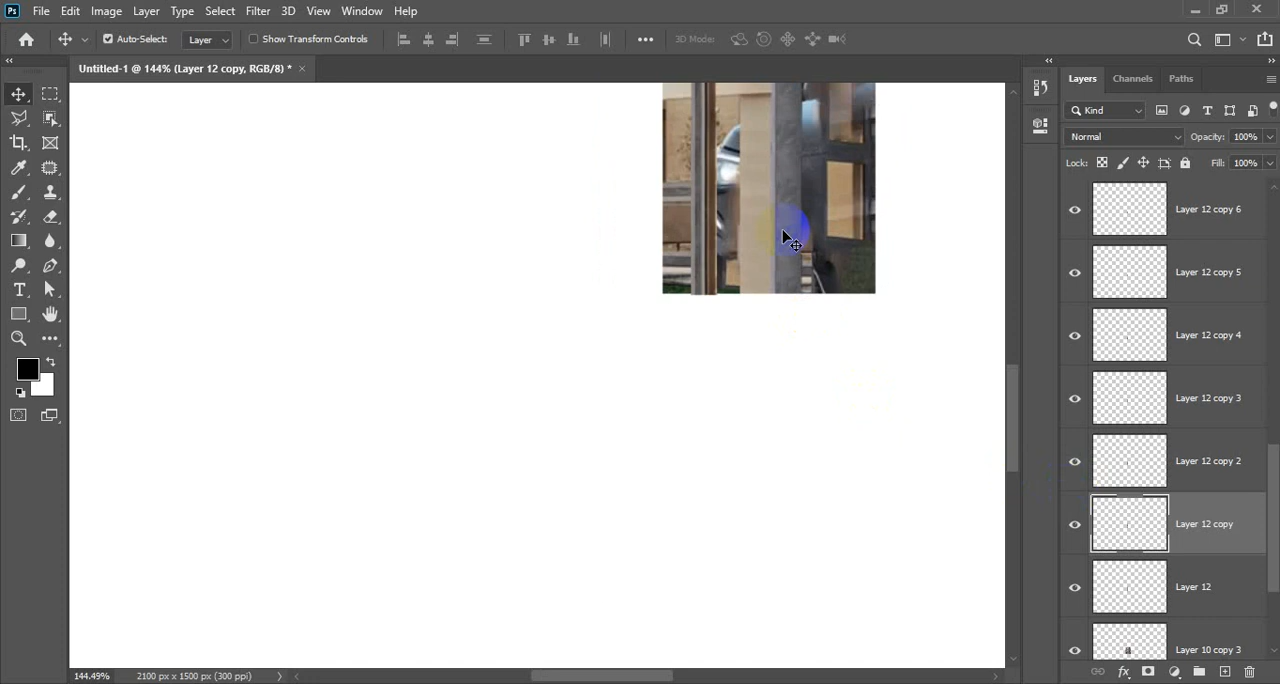 Ps File Edit Image Layer Type Select Filter 3D View Window Help
Auto-Select: Layer Show Transform Controls 3D Mode:
Untitled-1 @ 144% (Layer 12 copy, RGB/8) * ×
Layers Channels Paths
Kind
Normal Opacity: 100%
Lock: Fill: 100%
Layer 12 copy 6
Layer 12 copy 5
Layer 12 copy 4
Layer 12 copy 3
Layer 12 copy 2
Layer 12 copy
Layer 12
Layer 10 copy 3
144.49% 2100 px x 1500 px (300 ppi)